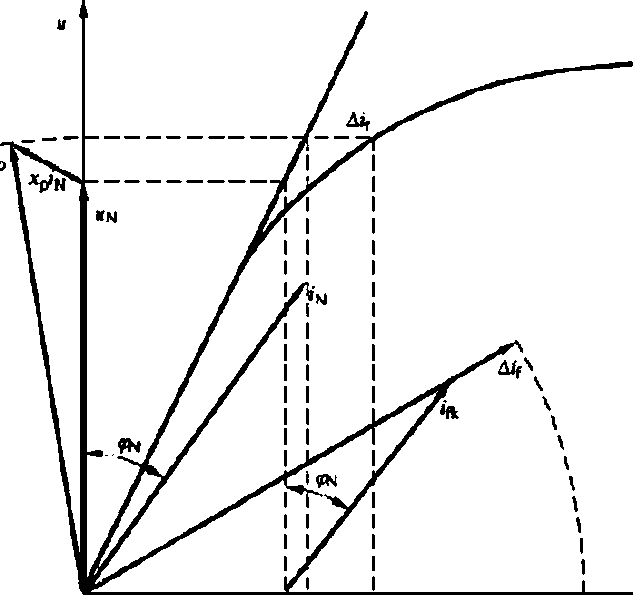 u
Δi_f
x_p i_N
u_N
i_N
Δi_f
i_fk
φ_N
φ_N